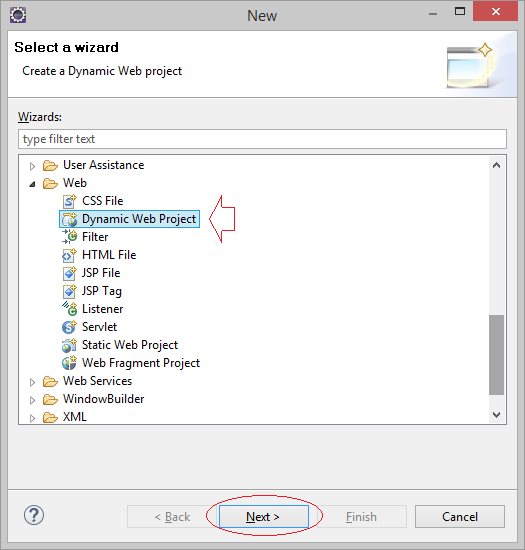 New
Select a wizard
Create a Dynamic Web project
Wizards:
type filter text
User Assistance
Web
CSS File
Dynamic Web Project
Filter
HTML File
JSP File
JSP Tag
Listener
Servlet
Static Web Project
Web Fragment Project
Web Services
WindowBuilder
XML
< Back Next > Finish Cancel